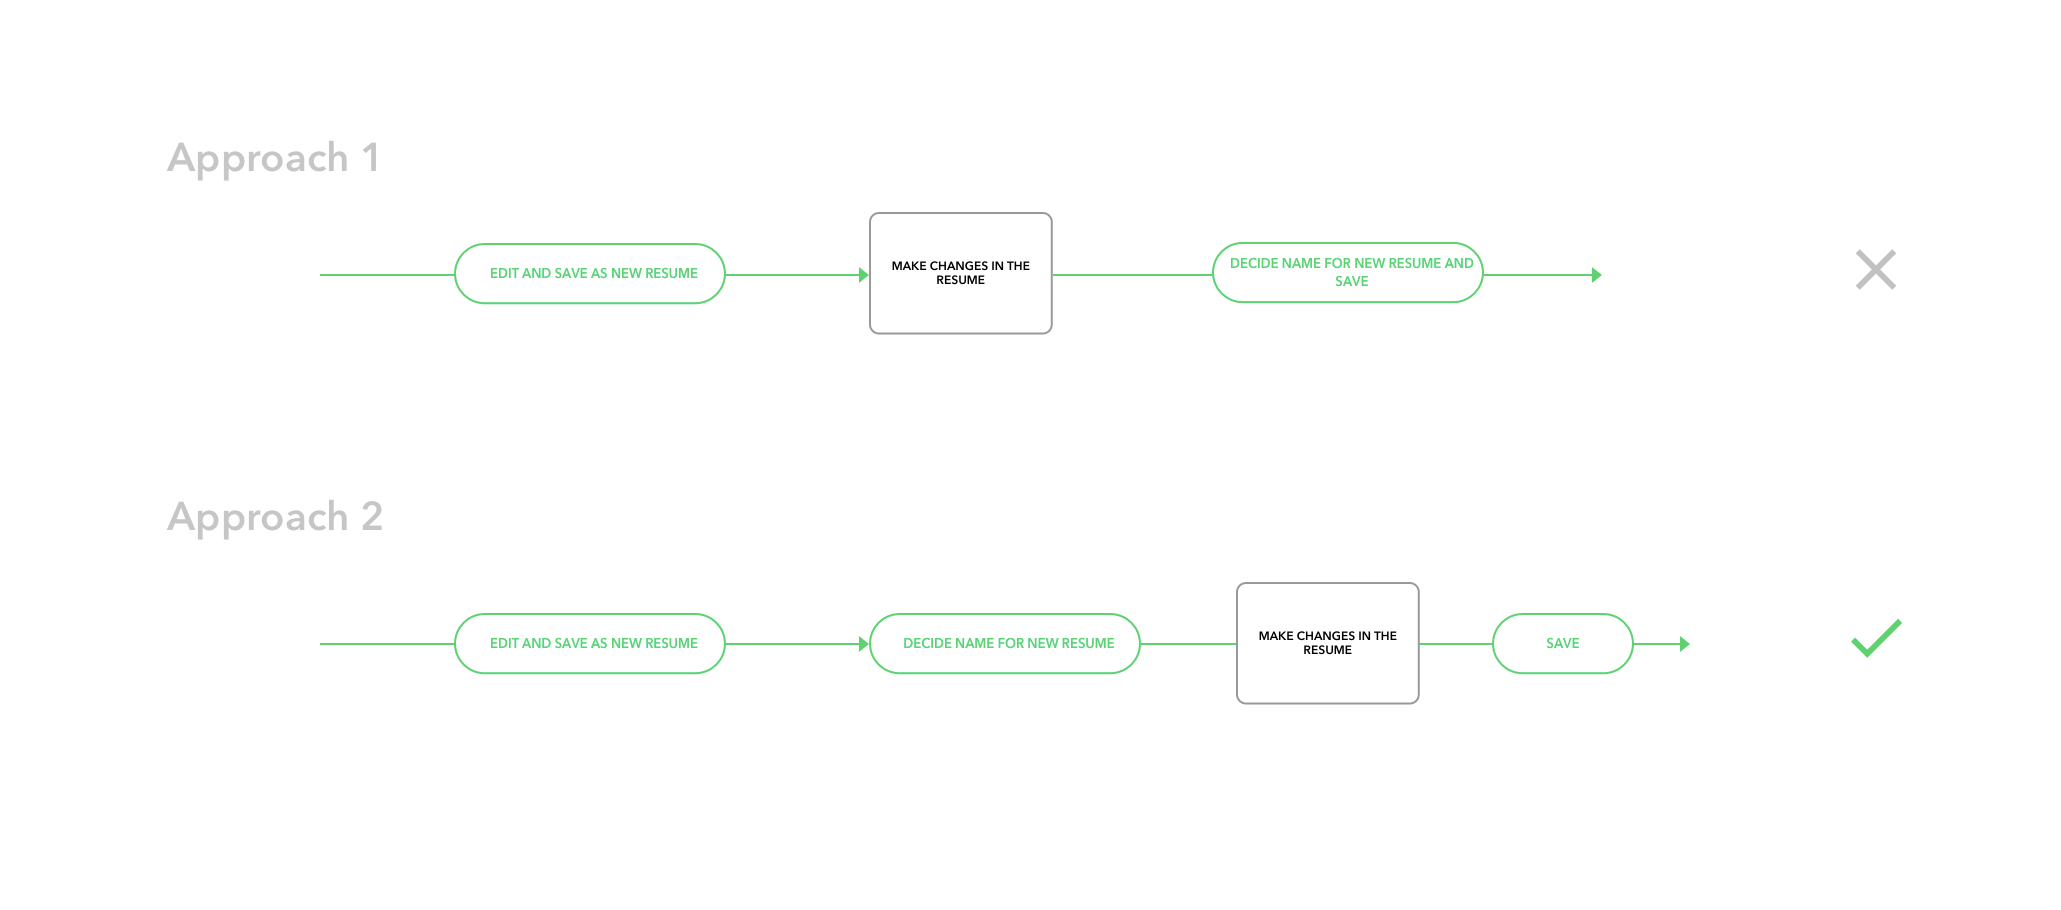 Approach 1
EDIT AND SAVE AS NEW RESUME
MAKE CHANGES IN THE
RESUME
DECIDE NAME FOR NEW RESUME AND
SAVE
Approach 2
EDIT AND SAVE AS NEW RESUME
DECIDE NAME FOR NEW RESUME
MAKE CHANGES IN THE
RESUME
SAVE